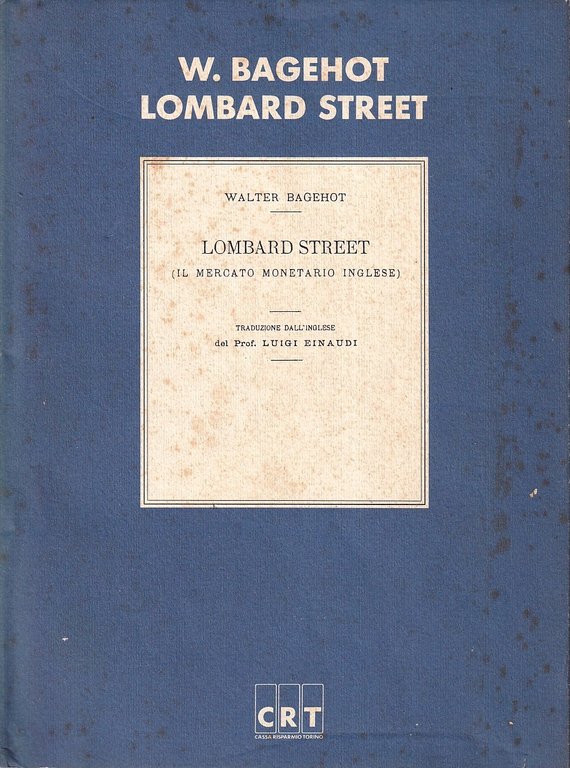 W. BAGEHOT
LOMBARD STREET
WALTER BAGEHOT
LOMBARD STREET
(IL MERCATO MONETARIO INGLESE)
TRADUZIONE DALL'INGLESE
del Prof. LUIGI EINAUDI
CRT
CASSA RISPARMIO TORINO